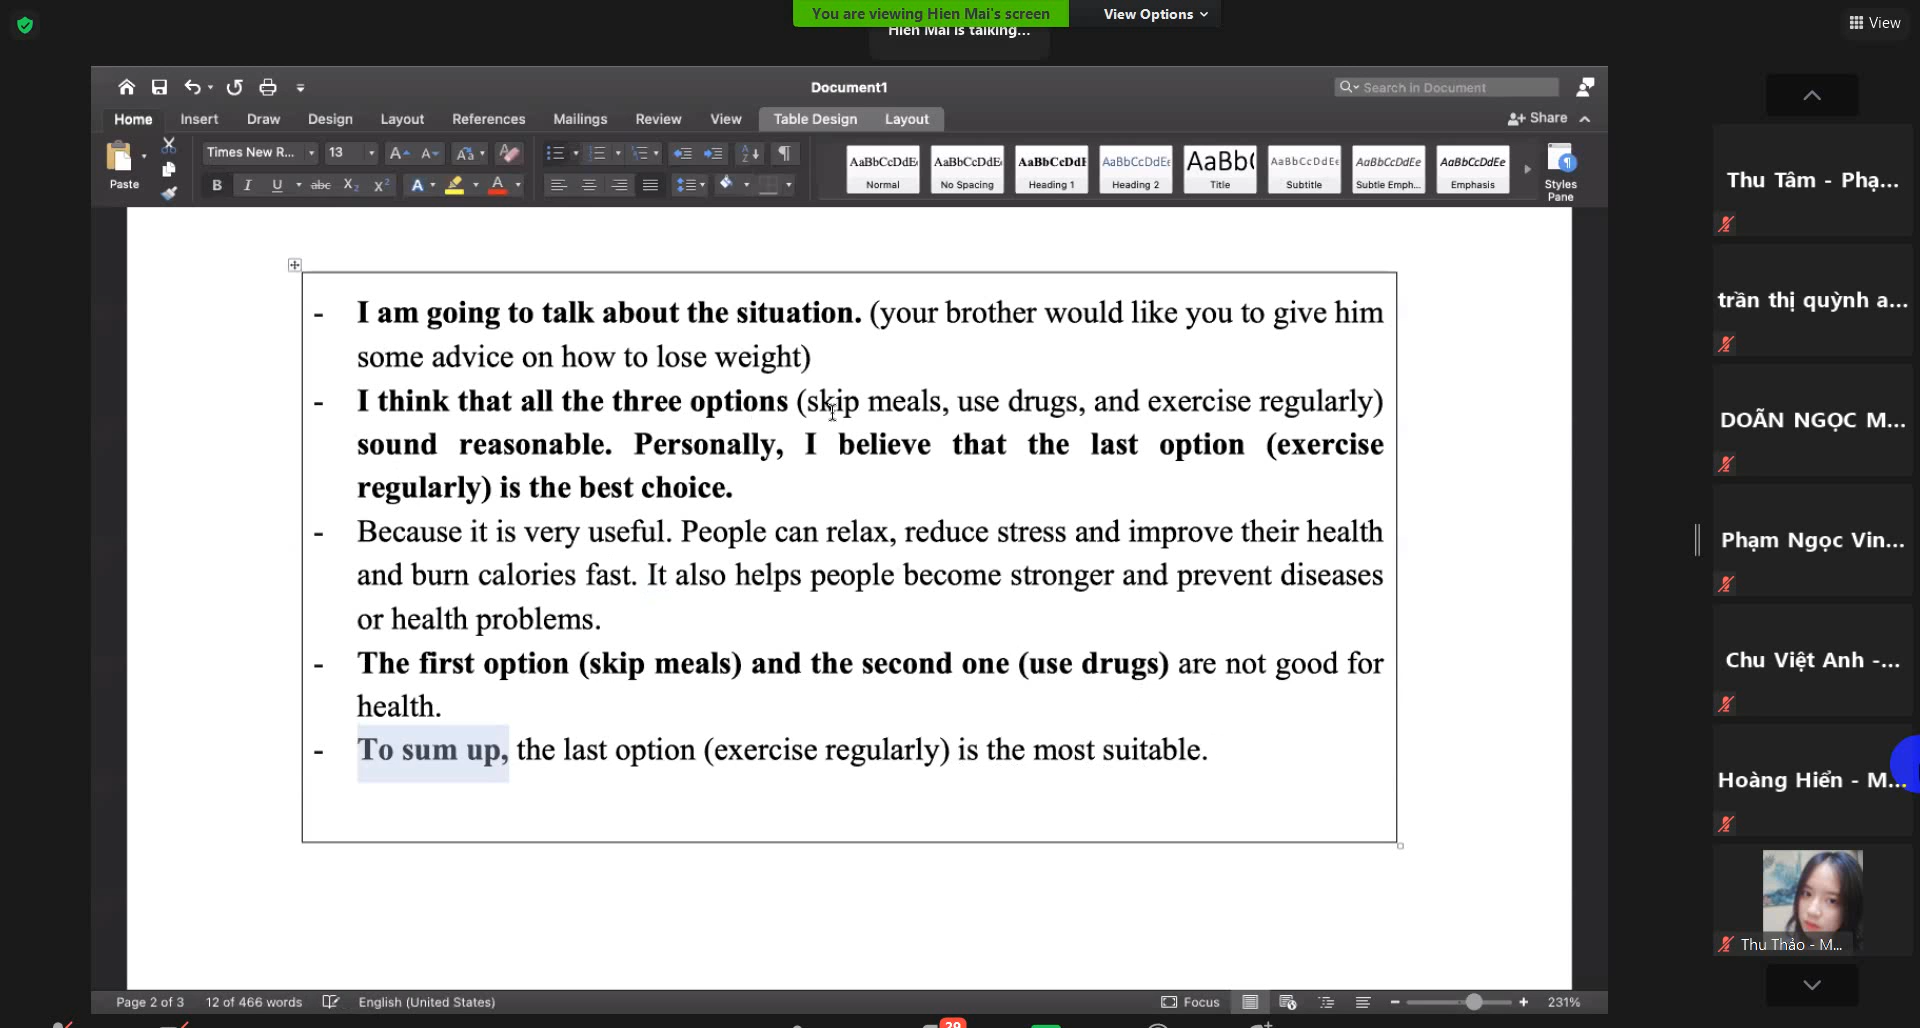 You are viewing Hien Mai's screen
View Options
Hien Mai is talking...
View
Document1
Search in Document
Home Insert Draw Design Layout References Mailings Review View Table Design Layout
Share
Paste
Times New R... 13
AaBbCcDdE AaBbCcDdE AaBbCcDdE AaBbCcDdEe AaBb( AaBbCcDdEe AaBbCcDdEe AaBbCcDdEe
Normal No Spacing Heading 1 Heading 2 Title Subtitle Subtle Emph... Emphasis
Styles
Pane
- I am going to talk about the situation. (your brother would like you to give him
some advice on how to lose weight)
- I think that all the three options (skip meals, use drugs, and exercise regularly)
sound reasonable. Personally, I believe that the last option (exercise
regularly) is the best choice.
- Because it is very useful. People can relax, reduce stress and improve their health
and burn calories fast. It also helps people become stronger and prevent diseases
or health problems.
- The first option (skip meals) and the second one (use drugs) are not good for
health.
- To sum up, the last option (exercise regularly) is the most suitable.
Page 2 of 3 12 of 466 words English (United States)
Focus
231%
Thu Tâm - Phạ...
trần thị quỳnh a...
DOÃN NGỌC M...
Phạm Ngọc Vin...
Chu Việt Anh -...
Hoàng Hiển - M...
Thu Thảo - M...
29